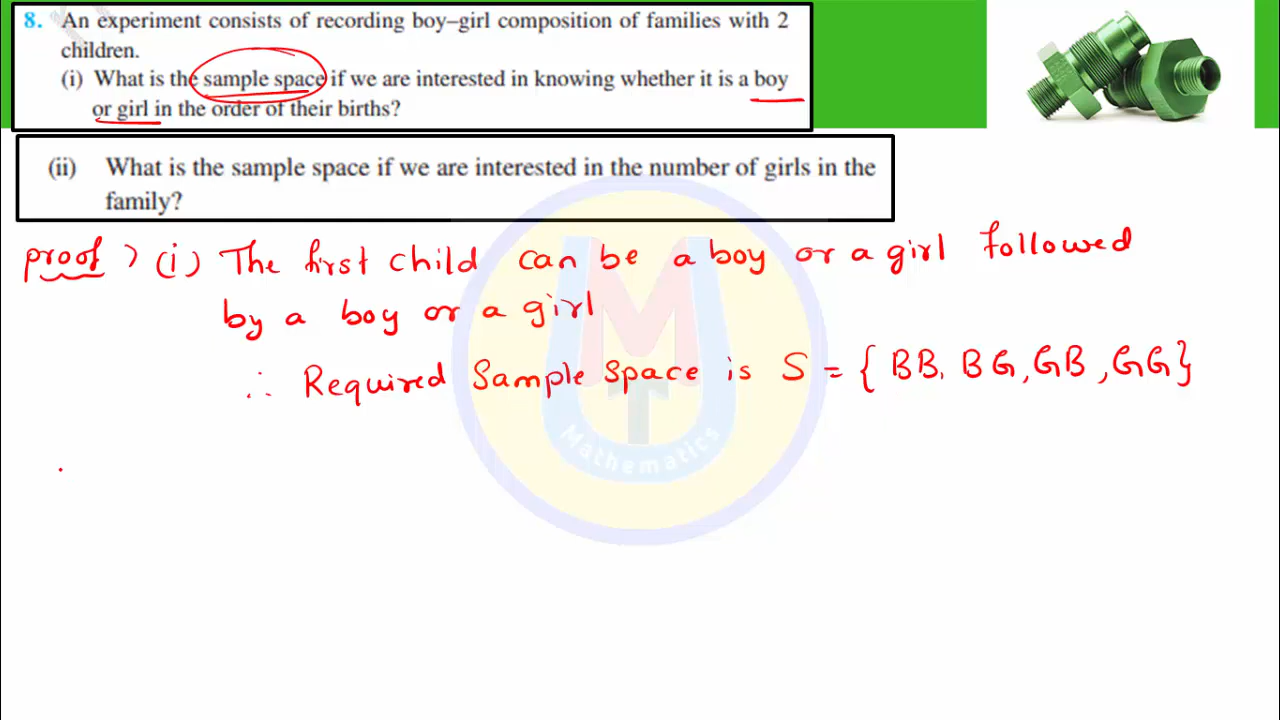 8. An experiment consists of recording boy–girl composition of families with 2
children.
(i) What is the sample space if we are interested in knowing whether it is a boy
or girl in the order of their births?
(ii) What is the sample space if we are interested in the number of girls in the
family?
proof > (i) The first child can be a boy or a girl followed
by a boy or a girl
∴ Required Sample Space is S = { BB, BG, GB, GG}
UMT
Mathematics